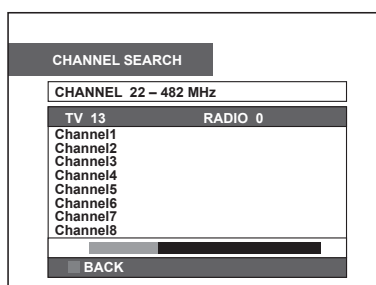 CHANNEL SEARCH
CHANNEL 22 – 482 MHz
TV 13 RADIO 0
Channel1
Channel2
Channel3
Channel4
Channel5
Channel6
Channel7
Channel8
BACK